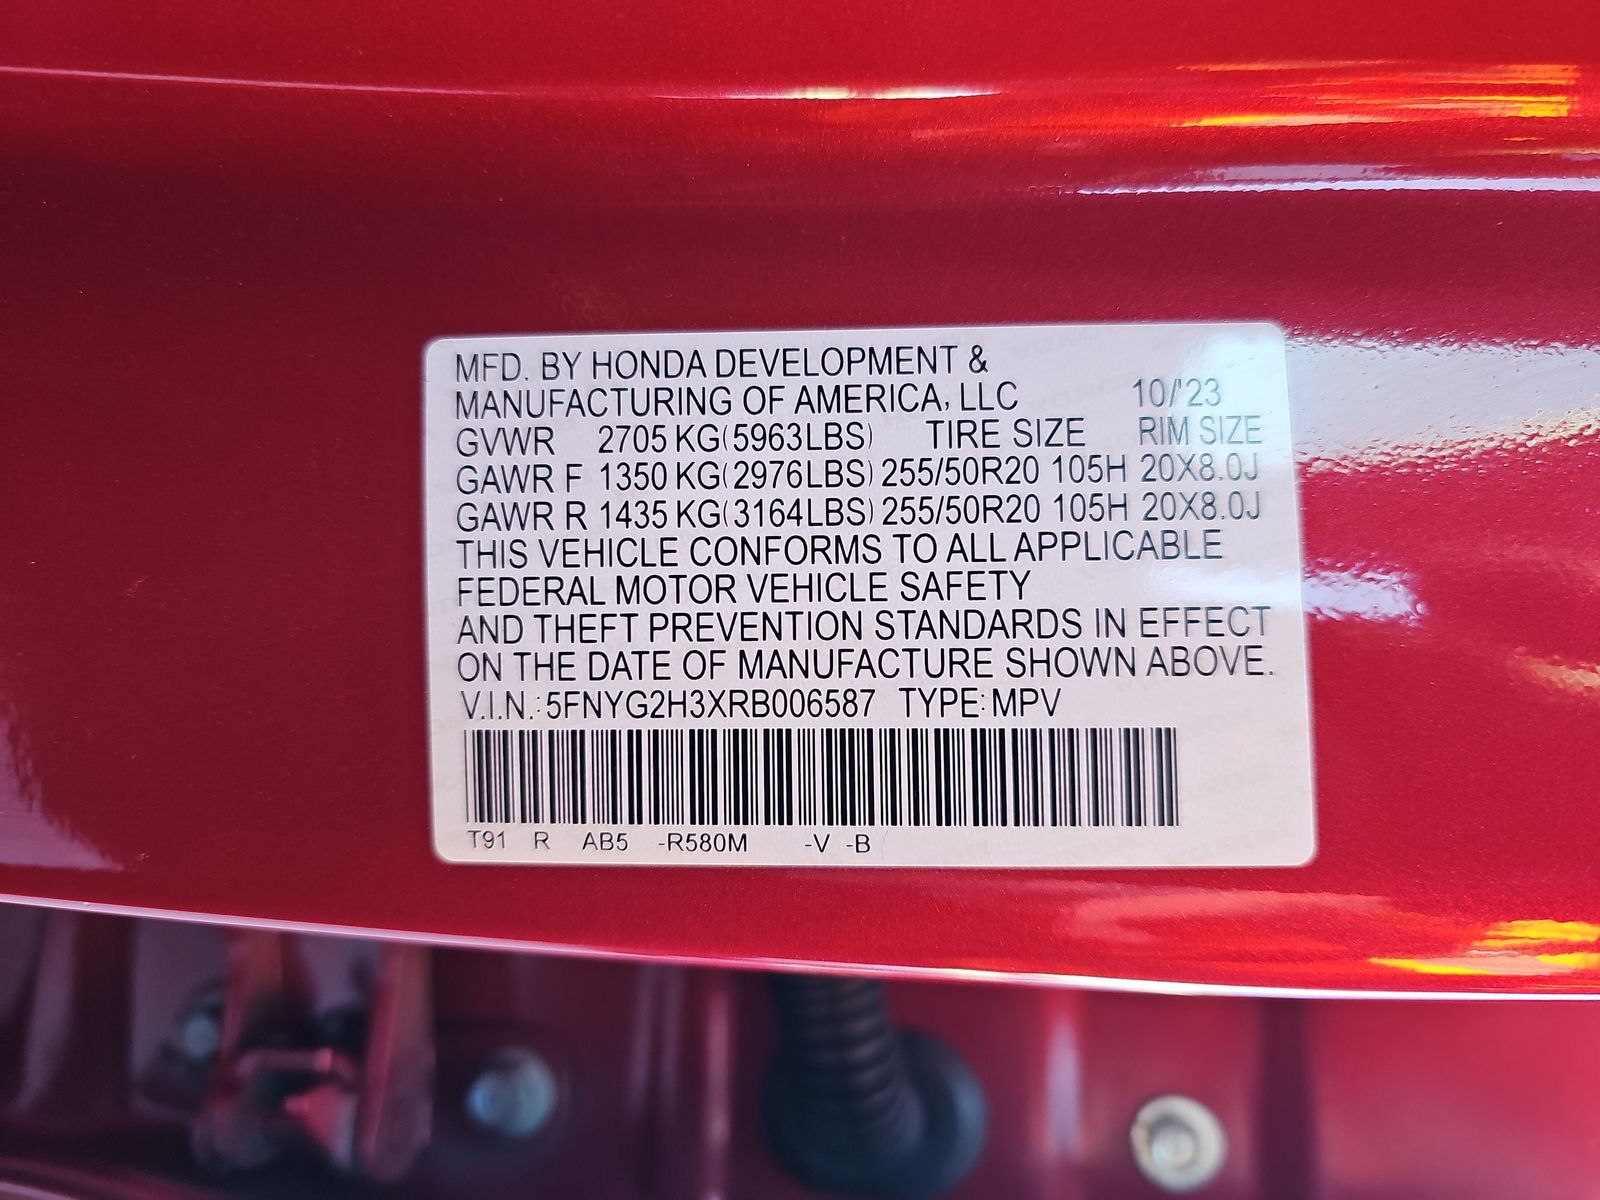 MFD. BY HONDA DEVELOPMENT &
MANUFACTURING OF AMERICA, LLC 10/'23
GVWR 2705 KG(5963LBS) TIRE SIZE RIM SIZE
GAWR F 1350 KG(2976LBS) 255/50R20 105H 20X8.0J
GAWR R 1435 KG(3164LBS) 255/50R20 105H 20X8.0J
THIS VEHICLE CONFORMS TO ALL APPLICABLE
FEDERAL MOTOR VEHICLE SAFETY
AND THEFT PREVENTION STANDARDS IN EFFECT
ON THE DATE OF MANUFACTURE SHOWN ABOVE.
V.I.N.: 5FNYG2H3XRB006587 TYPE: MPV
T91 R AB5 -R580M -V -B